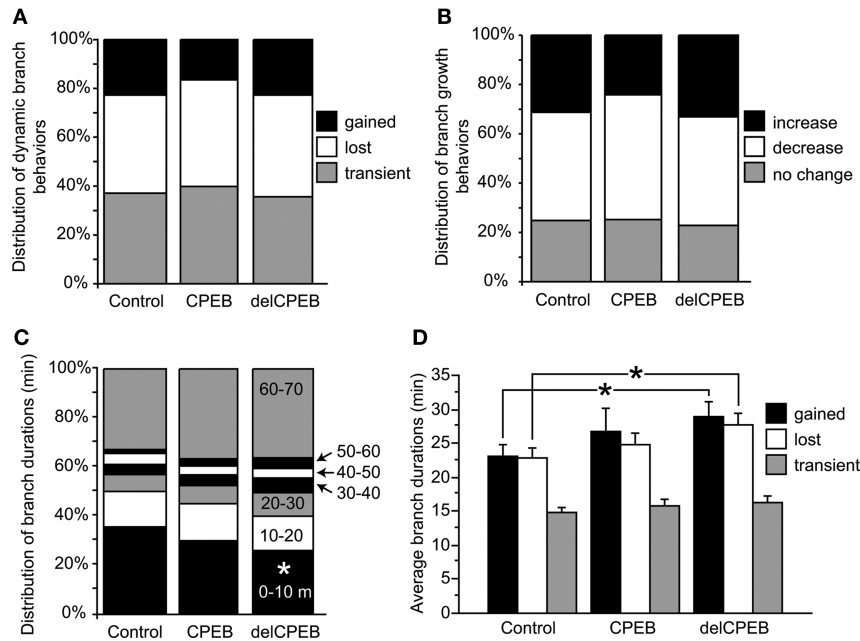 A
Distribution of dynamic branch
behaviors
100%
80%
60%
40%
20%
0%
Control
CPEB
delCPEB
gained
lost
transient
B
Distribution of branch growth
behaviors
100%
80%
60%
40%
20%
0%
Control
CPEB
delCPEB
increase
decrease
no change
C
Distribution of branch durations (min)
100%
80%
60%
40%
20%
0%
60-70
50-60
40-50
30-40
20-30
10-20
*
0-10 m
Control
CPEB
delCPEB
D
Average branch durations (min)
35
30
25
20
15
10
5
0
*
*
Control
CPEB
delCPEB
gained
lost
transient